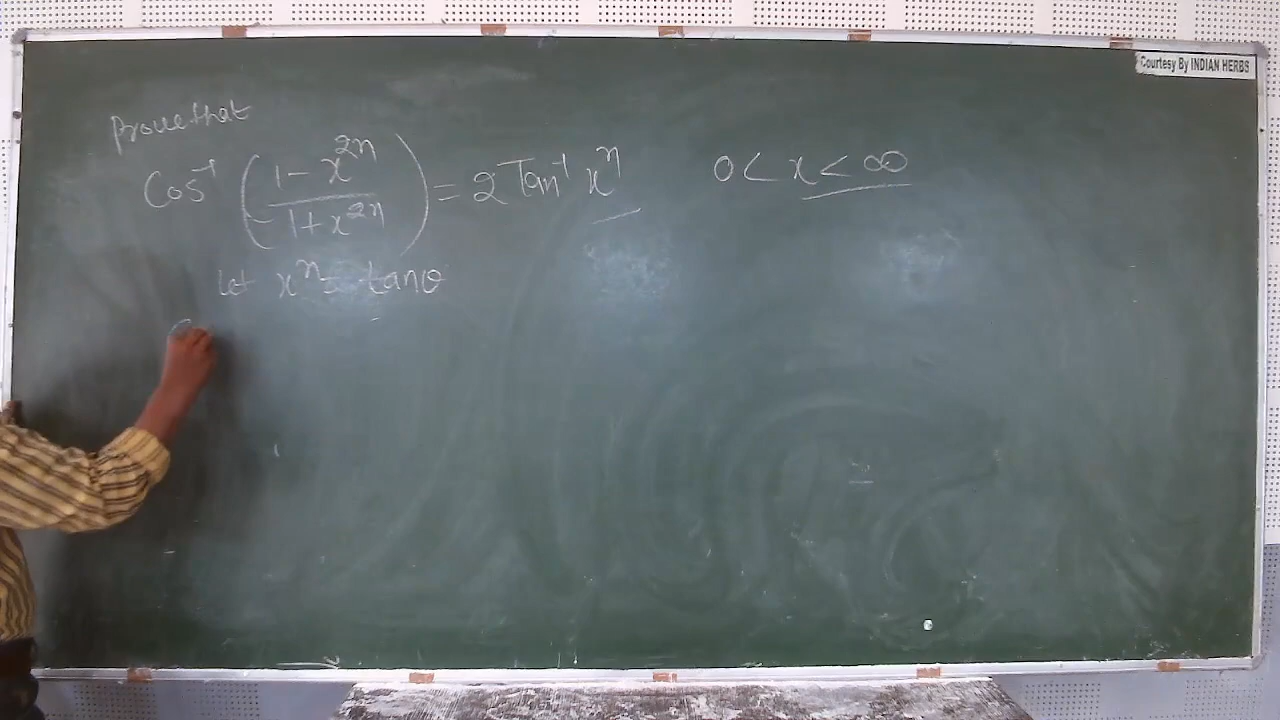 Courtesy By INDIAN HERBS
Prove that
Cos⁻¹ ((1 - x²ⁿ)/(1 + x²ⁿ)) = 2 Tan⁻¹ xⁿ 0 < x < ∞
Let xⁿ = tanθ